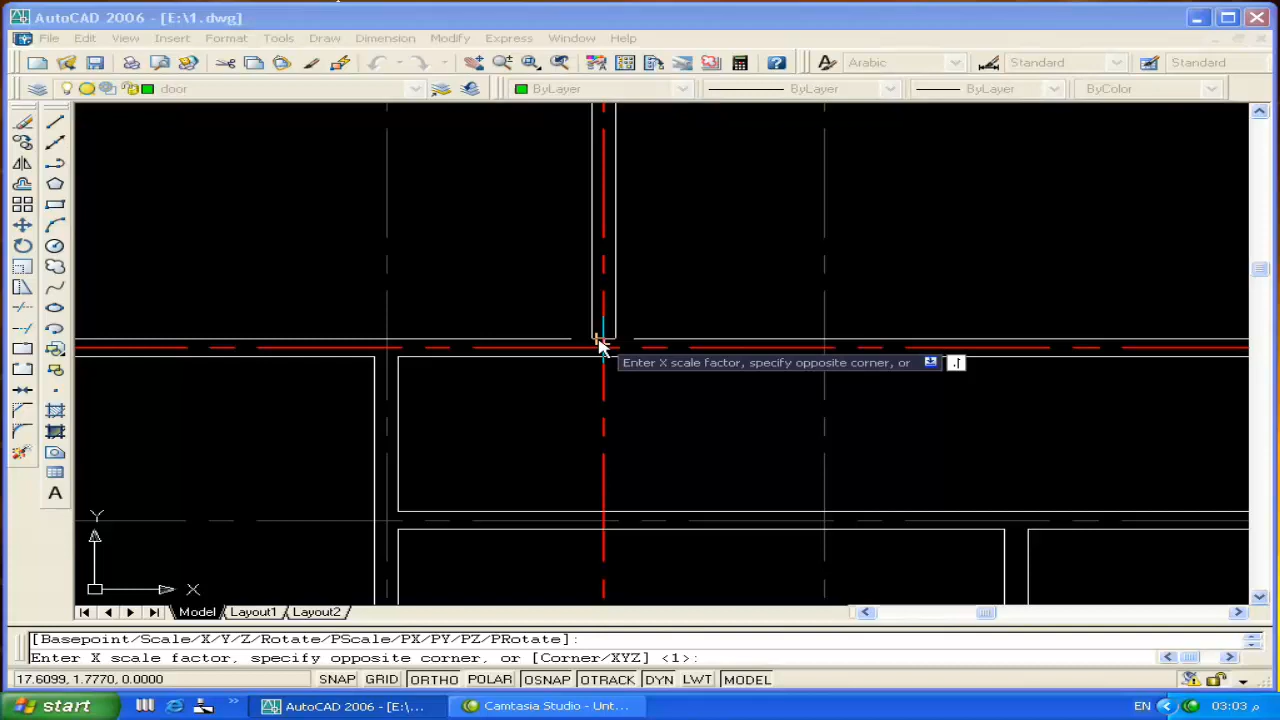 AutoCAD 2006 - [E:\1.dwg]
File Edit View Insert Format Tools Draw Dimension Modify Express Window Help
Arabic Standard Standard
door ByLayer ByLayer ByLayer ByColor
Enter X scale factor, specify opposite corner, or
Y
X
Model Layout1 Layout2
[Basepoint/Scale/X/Y/Z/Rotate/PScale/PX/PY/PZ/PRotate]:
Enter X scale factor, specify opposite corner, or [Corner/XYZ] <1>:
17.6099, 1.7770, 0.0000 SNAP GRID ORTHO POLAR OSNAP OTRACK DYN LWT MODEL
start AutoCAD 2006 - [E:\... Camtasia Studio - Unt... EN 03:03 م